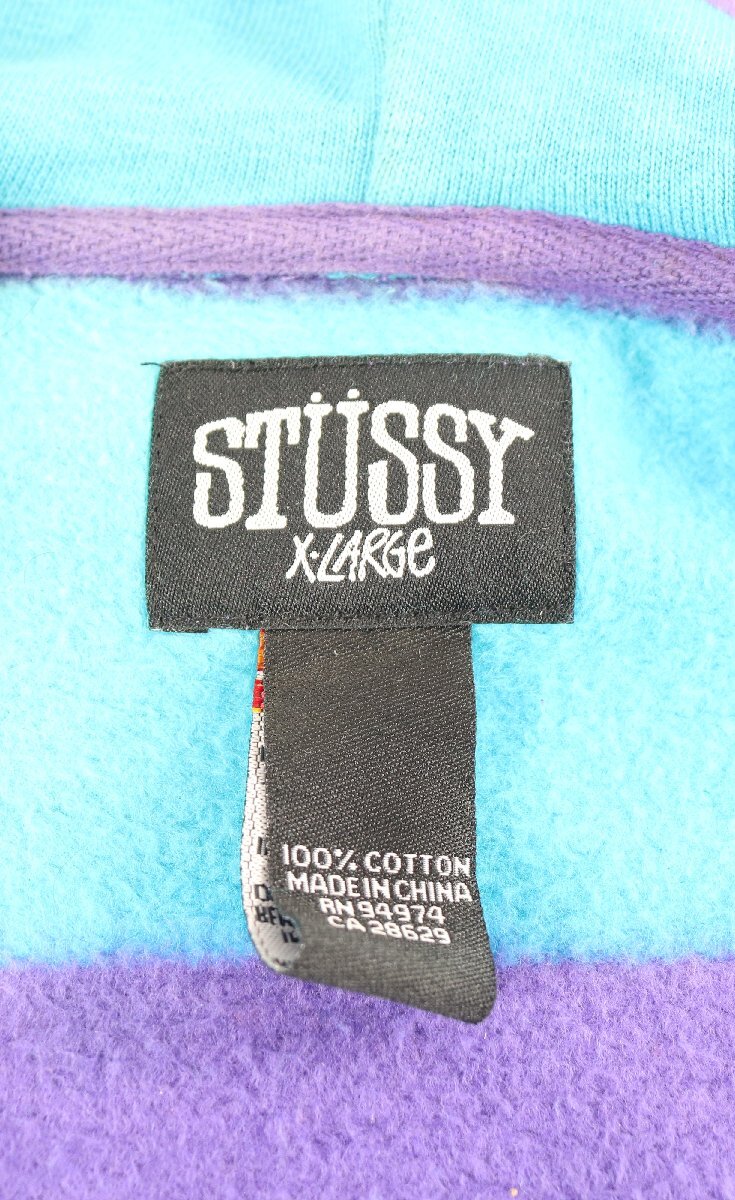 STÜSSY
X-LARGe
100% COTTON
MADE IN CHINA
RN 94974
CA 28629